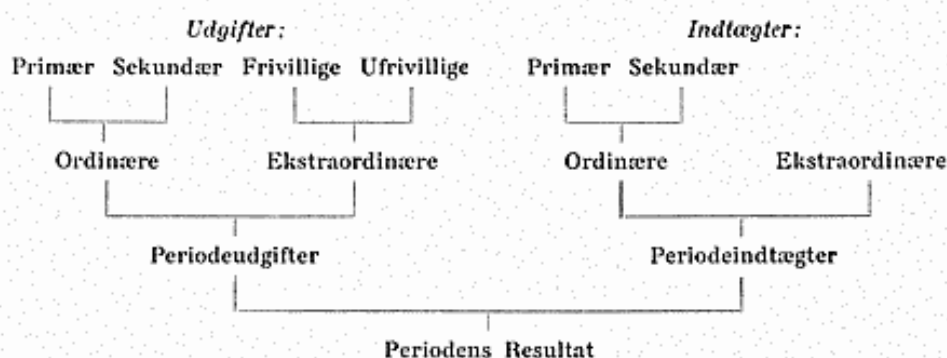 Udgifter: Indtægter:
Primær Sekundær Frivillige Ufrivillige Primær Sekundær
Ordinære Ekstraordinære Ordinære Ekstraordinære
Periodeudgifter Periodeindtægter
Periodens Resultat